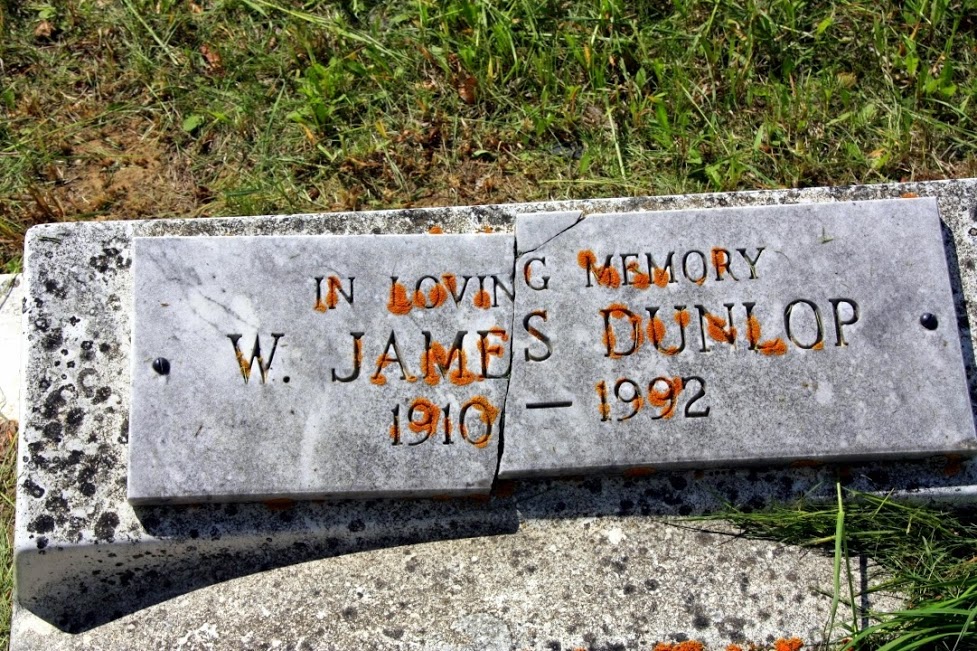 IN LOVING MEMORY
W. JAMES DUNLOP
1910 — 1992